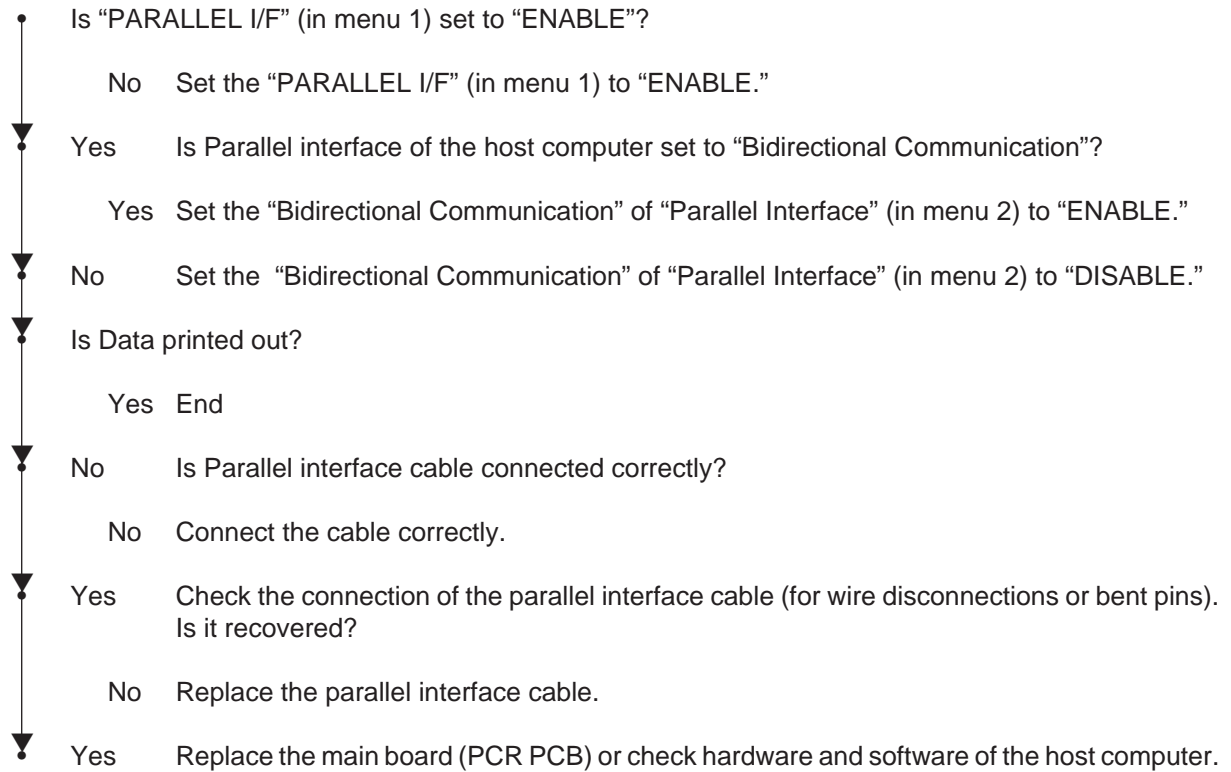 Is “PARALLEL I/F” (in menu 1) set to “ENABLE”?
No Set the “PARALLEL I/F” (in menu 1) to “ENABLE.”
Yes Is Parallel interface of the host computer set to “Bidirectional Communication”?
Yes Set the “Bidirectional Communication” of “Parallel Interface” (in menu 2) to “ENABLE.”
No Set the “Bidirectional Communication” of “Parallel Interface” (in menu 2) to “DISABLE.”
Is Data printed out?
Yes End
No Is Parallel interface cable connected correctly?
No Connect the cable correctly.
Yes Check the connection of the parallel interface cable (for wire disconnections or bent pins).
Is it recovered?
No Replace the parallel interface cable.
Yes Replace the main board (PCR PCB) or check hardware and software of the host computer.